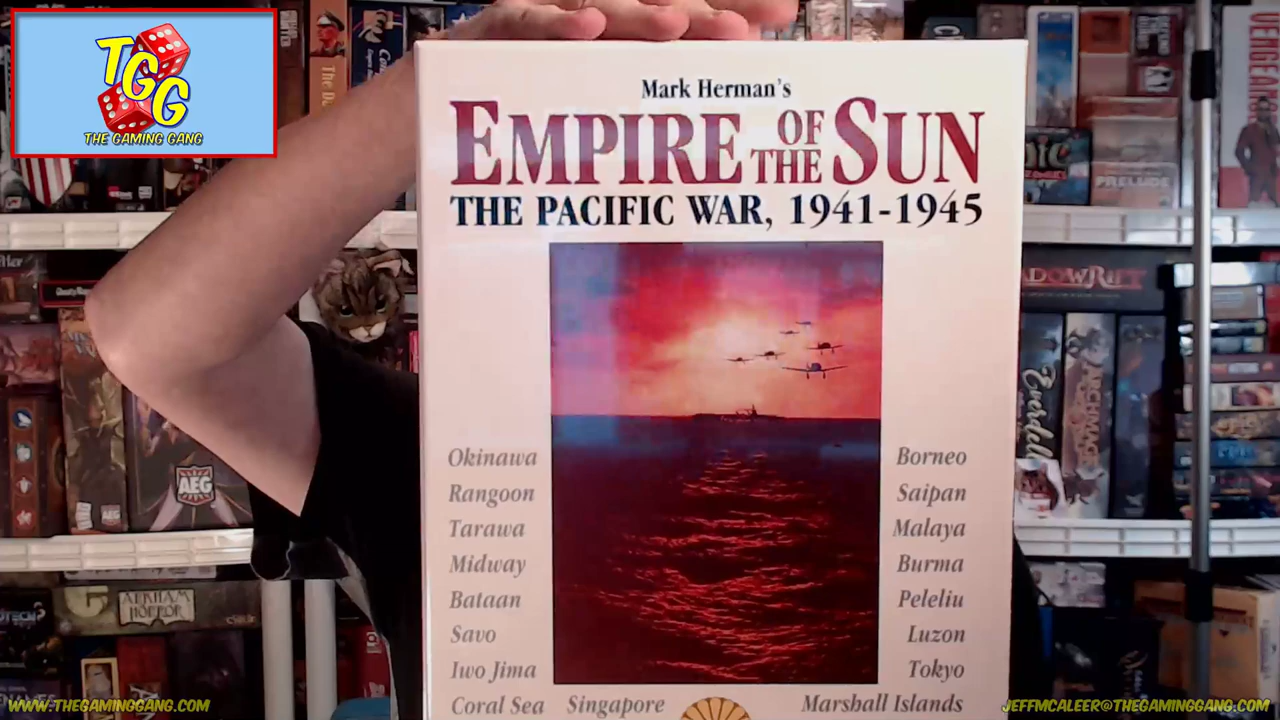 TGG
THE GAMING GANG
Mark Herman's
EMPIRE OF THE SUN
THE PACIFIC WAR, 1941-1945
Okinawa
Rangoon
Tarawa
Midway
Bataan
Savo
Iwo Jima
Coral Sea
Singapore
Borneo
Saipan
Malaya
Burma
Peleliu
Luzon
Tokyo
Marshall Islands
PRELUDE
Everdell
ARCHMAGE
AEG
ARKHAM
HORROR
WWW.THEGAMINGGANG.COM
JEFFMCALEER@THEGAMINGGANG.COM